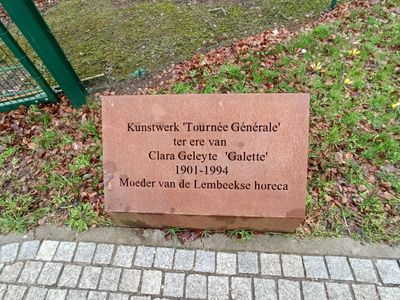 Kunstwerk 'Tournée Générale'
ter ere van
Clara Geleyte 'Galette'
1901-1994
Moeder van de Lembeekse horeca